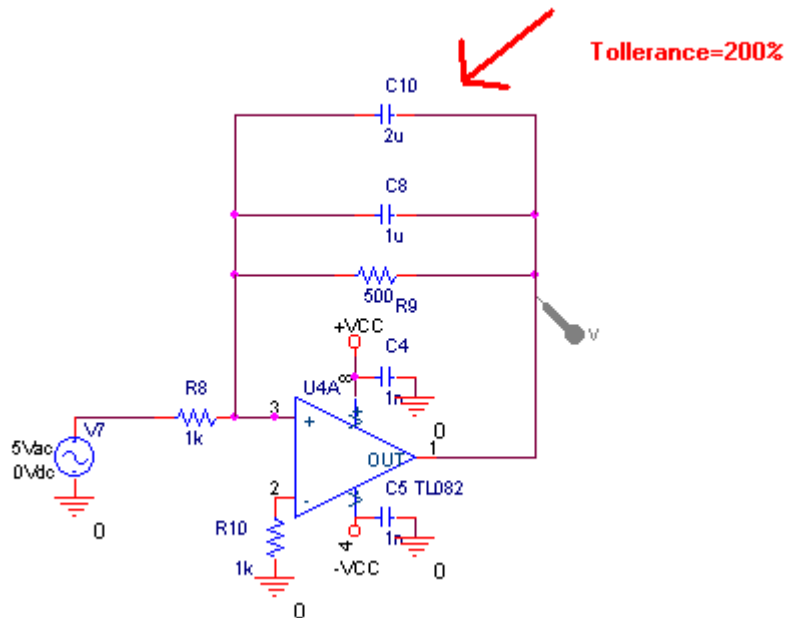 Tollerance=200%
C10
2u
C8
1u
500
R9
+VCC
C4
V
R8
U4A
8
1n
3
+
V7
1k
0
1
5Vac
0Vdc
OUT
2
-
C5 TL082
R10
1n
0
4
1k
-VCC
0
0